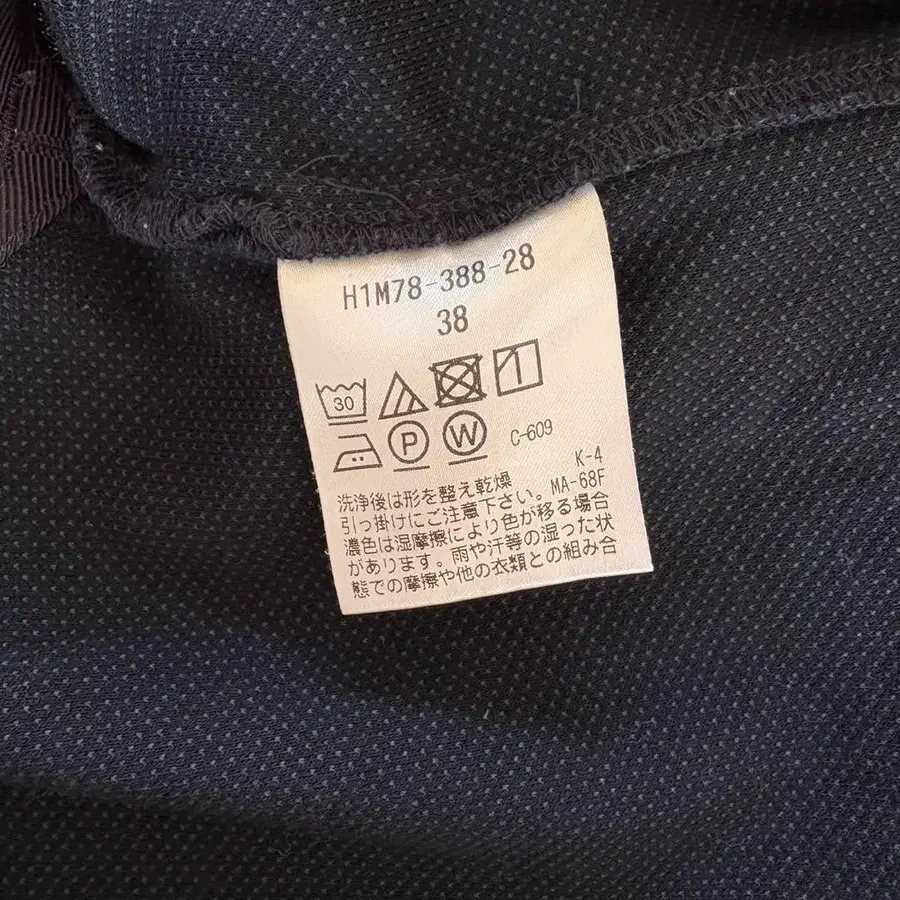 H1M78-388-28
38
30
P W C-609
K-4
洗浄後は形を整え乾燥 MA-68F
引っ掛けにご注意下さい。
濃色は湿摩擦により色が移る場合
があります。雨や汗等の湿った状
態での摩擦や他の衣類との組み合